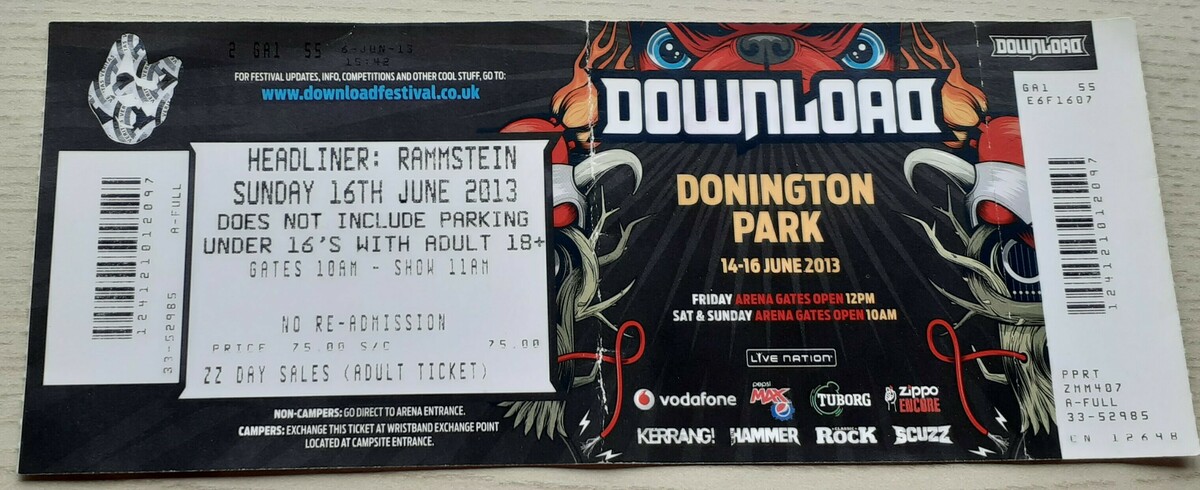 2 GA1 55 6-JUN-13
15:42
FOR FESTIVAL UPDATES, INFO, COMPETITIONS AND OTHER COOL STUFF, GO TO:
www.downloadfestival.co.uk
HEADLINER: RAMMSTEIN
SUNDAY 16TH JUNE 2013
DOES NOT INCLUDE PARKING
UNDER 16'S WITH ADULT 18+
GATES 10AM - SHOW 11AM
NO RE-ADMISSION
PRICE 75.00 S/C 75.00
ZZ DAY SALES (ADULT TICKET)
124121012097
A-FULL
33-52985
NON-CAMPERS: GO DIRECT TO ARENA ENTRANCE.
CAMPERS: EXCHANGE THIS TICKET AT WRISTBAND EXCHANGE POINT
LOCATED AT CAMPSITE ENTRANCE.
DOWNLOAD
DONINGTON
PARK
14-16 JUNE 2013
FRIDAY ARENA GATES OPEN 12PM
SAT & SUNDAY ARENA GATES OPEN 10AM
LIVE NATION
vodafone pepsi MAX TUBORG zippo ENCORE
KERRANG! HAMMER CLASSIC ROCK SCUZZ
DOWNLOAD
GA1 55
E6F1607
124121012097
PPRT
ZMM407
A-FULL
33-52985
CN 12648